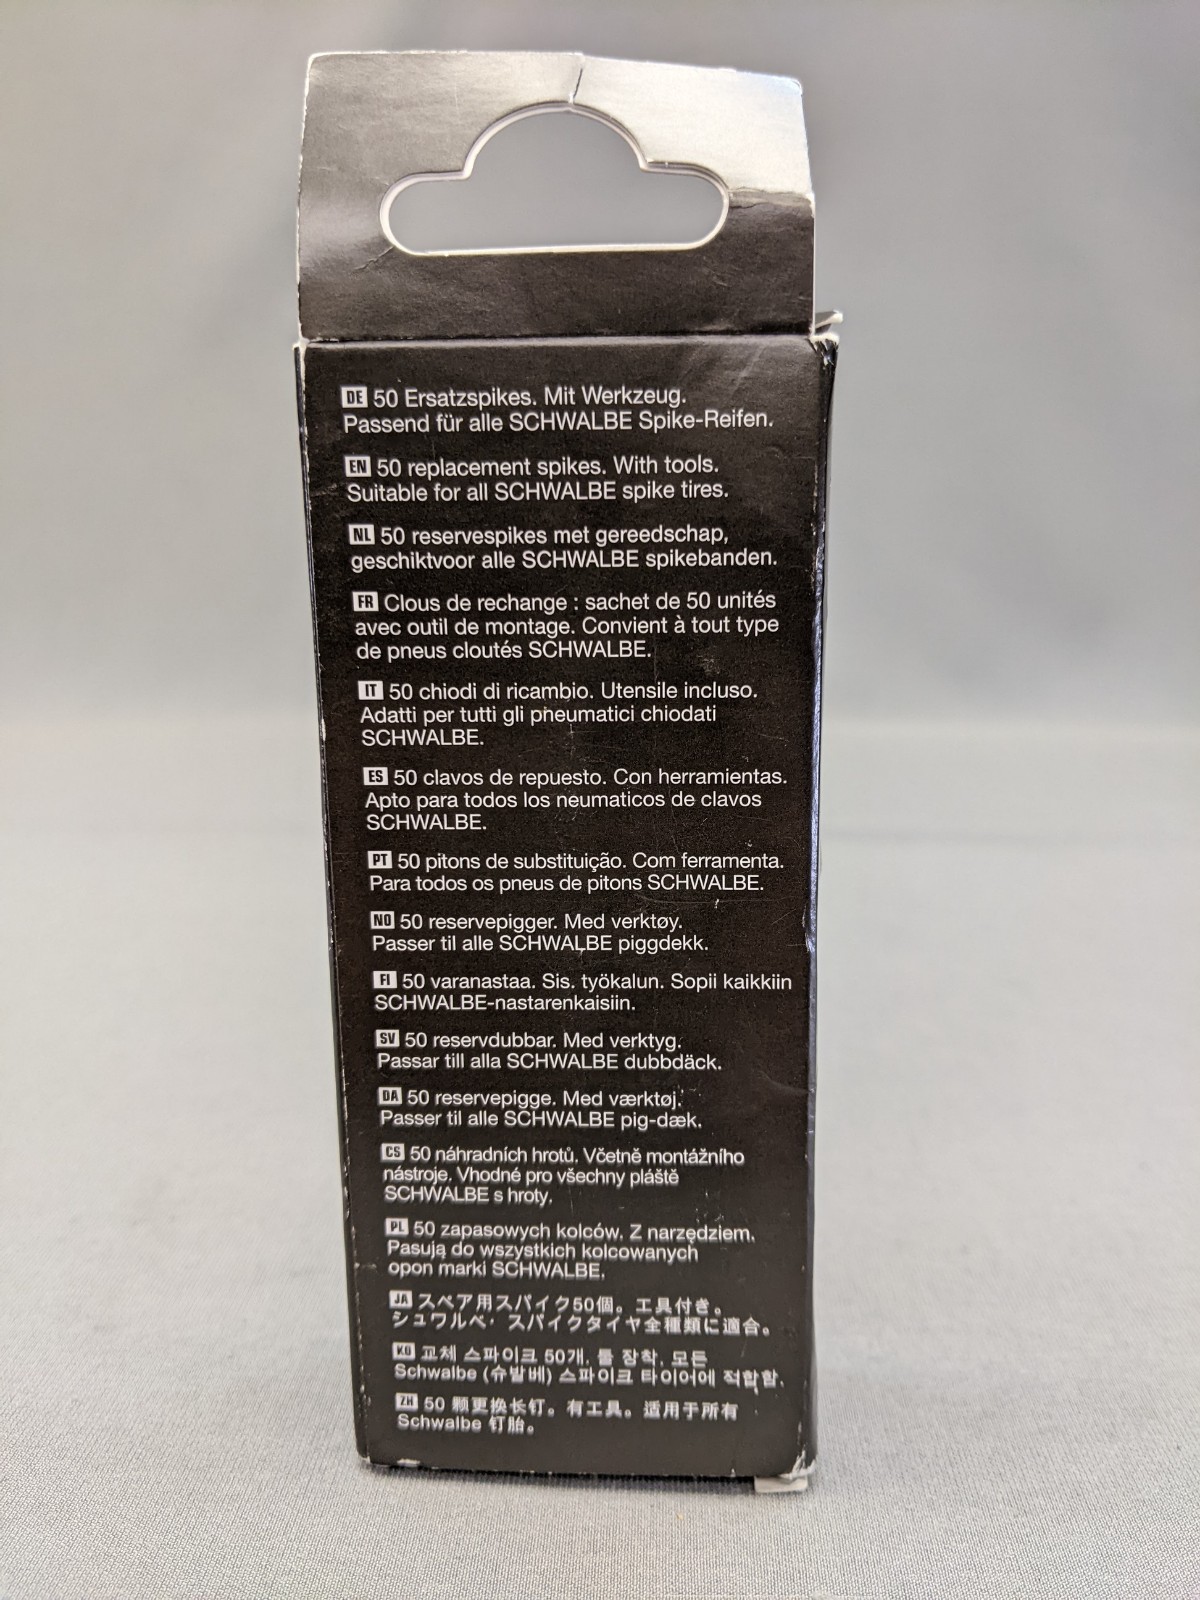 DE 50 Ersatzspikes. Mit Werkzeug.
Passend für alle SCHWALBE Spike-Reifen.
EN 50 replacement spikes. With tools.
Suitable for all SCHWALBE spike tires.
NL 50 reservespikes met gereedschap,
geschiktvoor alle SCHWALBE spikebanden.
FR Clous de rechange : sachet de 50 unités
avec outil de montage. Convient à tout type
de pneus cloutés SCHWALBE.
IT 50 chiodi di ricambio. Utensile incluso.
Adatti per tutti gli pneumatici chiodati
SCHWALBE.
ES 50 clavos de repuesto. Con herramientas.
Apto para todos los neumaticos de clavos
SCHWALBE.
PT 50 pitons de substituição. Com ferramenta.
Para todos os pneus de pitons SCHWALBE.
NO 50 reservepigger. Med verktøy.
Passer til alle SCHWALBE piggdekk.
FI 50 varanastaa. Sis. työkalun. Sopii kaikkiin
SCHWALBE-nastarenkaisiin.
SV 50 reservdubbar. Med verktyg.
Passar till alla SCHWALBE dubbdäck.
DA 50 reservepigge. Med værktøj.
Passer til alle SCHWALBE pig-dæk.
CS 50 náhradních hrotů. Včetně montážního
nástroje. Vhodné pro všechny pláště
SCHWALBE s hroty.
PL 50 zapasowych kolców. Z narzędziem.
Pasują do wszystkich kolcowanych
opon marki SCHWALBE.
JA スペア用スパイク50個。工具付き。
シュワルベ・スパイクタイヤ全種類に適合。
KO 교체 스파이크 50개, 툴 장착, 모든
Schwalbe (슈발베) 스파이크 타이어에 적합함.
ZH 50 颗更换长钉。有工具。适用于所有
Schwalbe 钉胎。